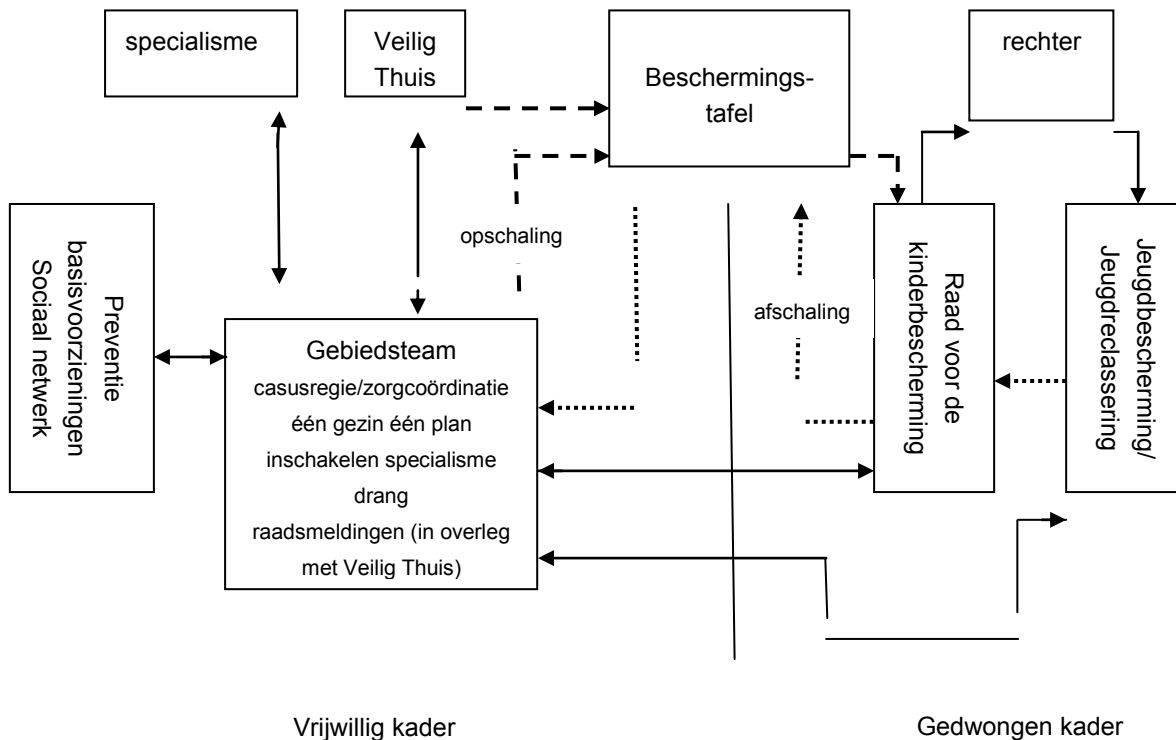 specialisme
Veilig
Thuis
Beschermings-
tafel
rechter
opschaling
afschaling
Preventie
basisvoorzieningen
Sociaal netwerk
Gebiedsteam
casusregie/zorgcoördinatie
één gezin één plan
inschakelen specialisme
drang
raadsmeldingen (in overleg
met Veilig Thuis)
Raad voor de
kinderbescherming
Jeugdbescherming/
Jeugdreclassering
Vrijwillig kader
Gedwongen kader